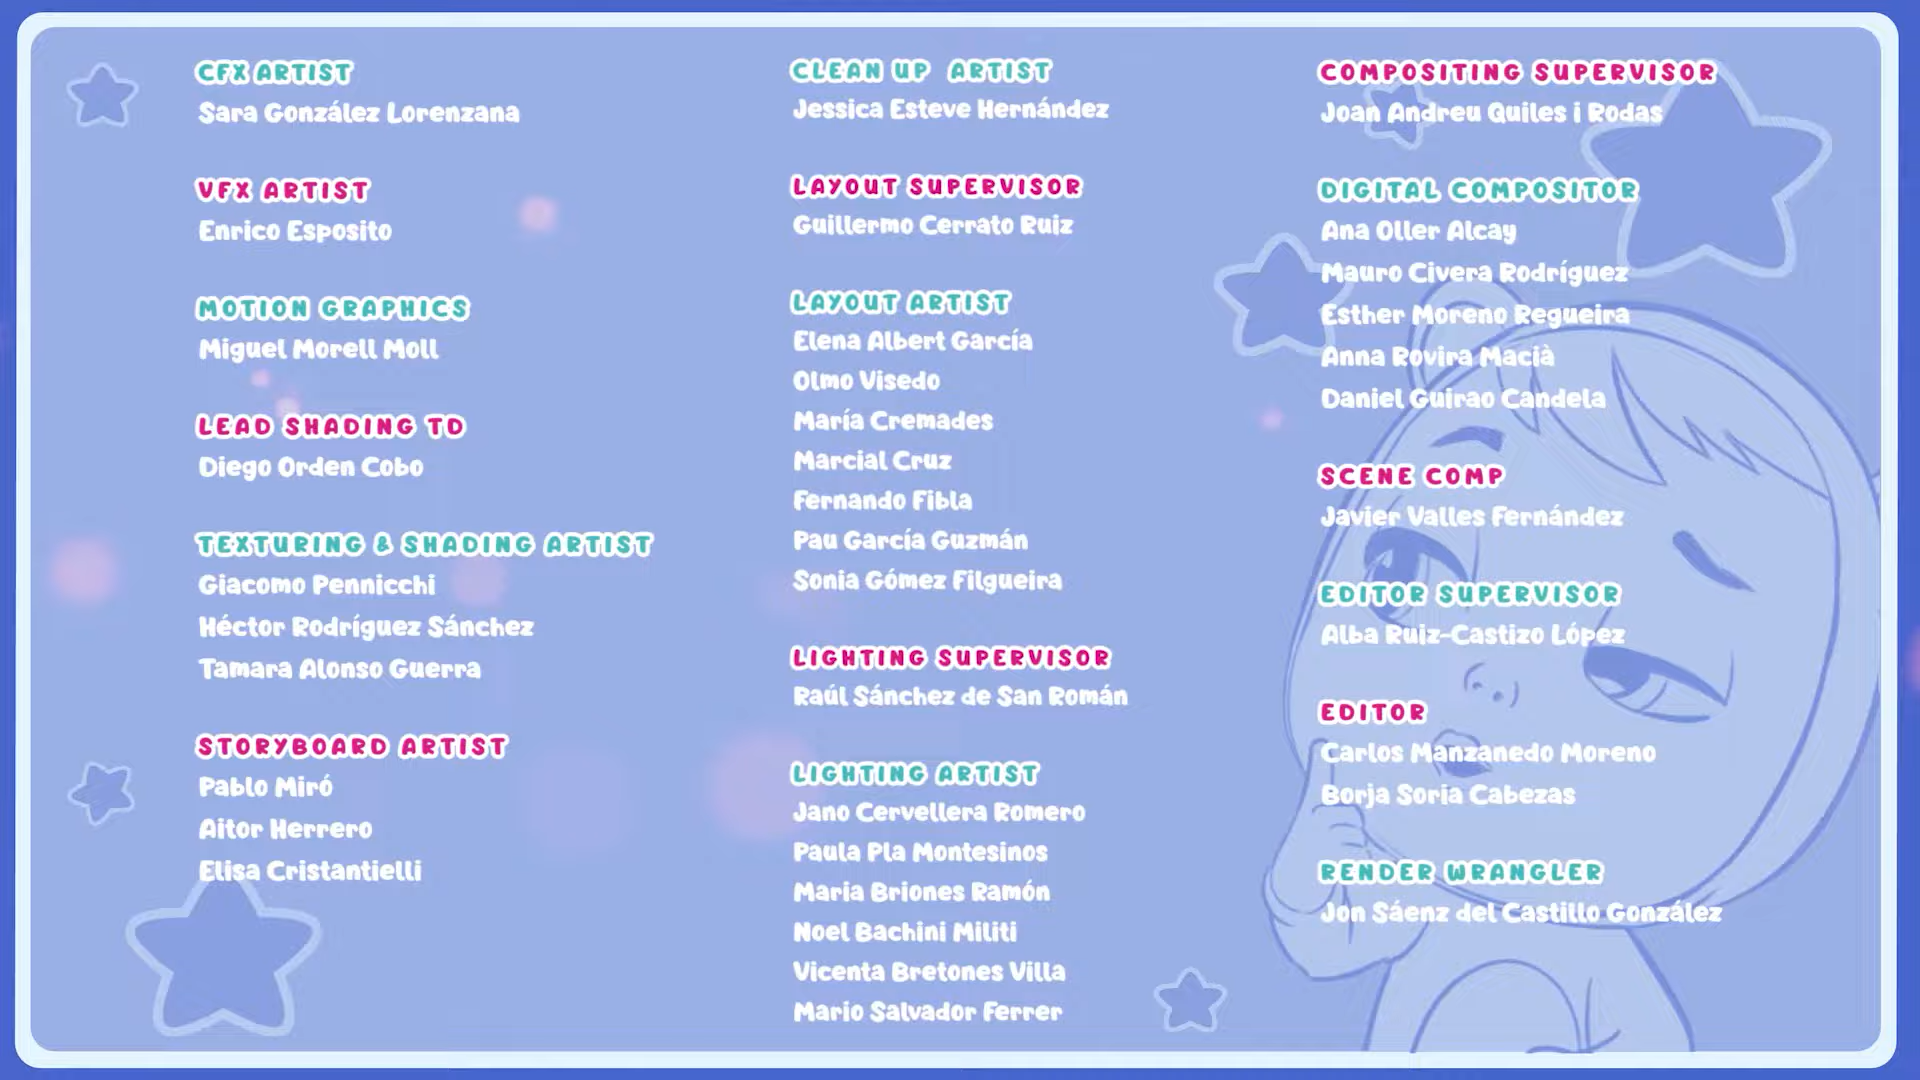 CFX ARTIST
Sara González Lorenzana
VFX ARTIST
Enrico Esposito
MOTION GRAPHICS
Miguel Morell Moll
LEAD SHADING TD
Diego Orden Cobo
TEXTURING & SHADING ARTIST
Giacomo Pennicchi
Héctor Rodríguez Sánchez
Tamara Alonso Guerra
STORYBOARD ARTIST
Pablo Miró
Aitor Herrero
Elisa Cristantielli
CLEAN UP ARTIST
Jessica Esteve Hernández
LAYOUT SUPERVISOR
Guillermo Cerrato Ruiz
LAYOUT ARTIST
Elena Albert García
Olmo Visedo
María Cremades
Marcial Cruz
Fernando Fibla
Pau García Guzmán
Sonia Gómez Filgueira
LIGHTING SUPERVISOR
Raúl Sánchez de San Román
LIGHTING ARTIST
Jano Cervellera Romero
Paula Pla Montesinos
Maria Briones Ramón
Noel Bachini Militi
Vicenta Bretones Villa
Mario Salvador Ferrer
COMPOSITING SUPERVISOR
Joan Andreu Quiles i Rodas
DIGITAL COMPOSITOR
Ana Oller Alcay
Mauro Civera Rodríguez
Esther Moreno Regueira
Anna Rovira Macià
Daniel Guirao Candela
SCENE COMP
Javier Valles Fernández
EDITOR SUPERVISOR
Alba Ruiz-Castizo López
EDITOR
Carlos Manzanedo Moreno
Borja Soria Cabezas
RENDER WRANGLER
Jon Sáenz del Castillo González